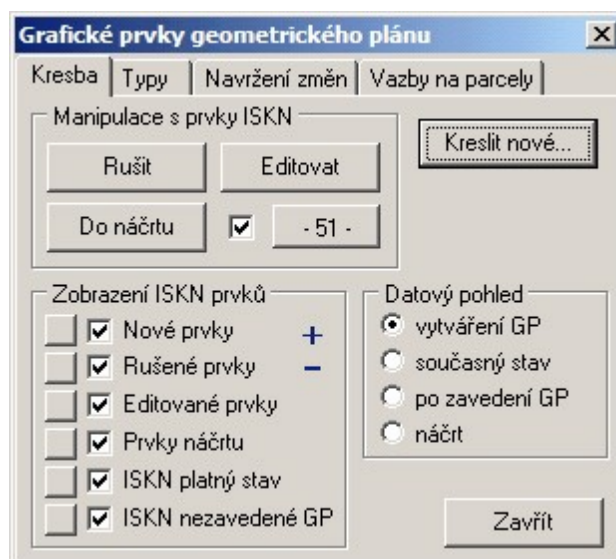 Grafické prvky geometrického plánu
Kresba Typy Navržení změn Vazby na parcely
Manipulace s prvky ISKN
Rušit Editovat
Kreslit nové...
Do náčrtu - 51 -
Zobrazení ISKN prvků
Nové prvky +
Rušené prvky −
Editované prvky
Prvky náčrtu
ISKN platný stav
ISKN nezavedené GP
Datový pohled
vytváření GP
současný stav
po zavedení GP
náčrt
Zavřít